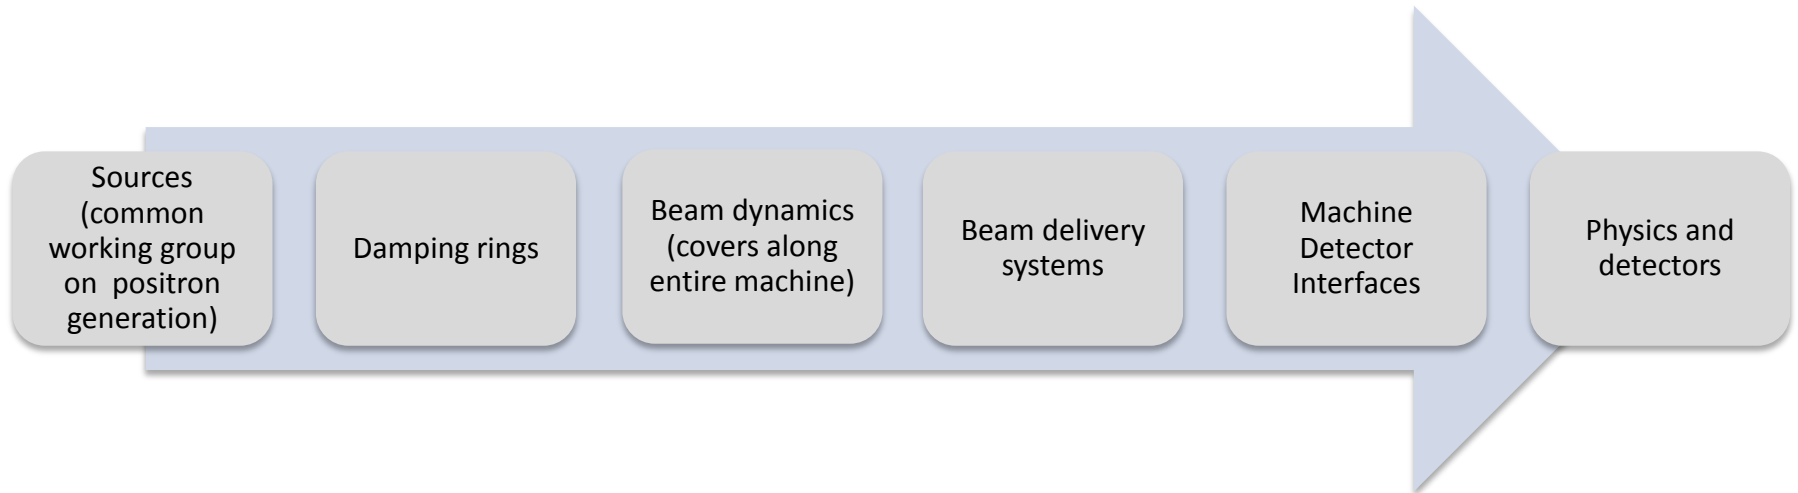 Sources
(common
working group
on positron
generation)
Damping rings
Beam dynamics
(covers along
entire machine)
Beam delivery
systems
Machine
Detector
Interfaces
Physics and
detectors